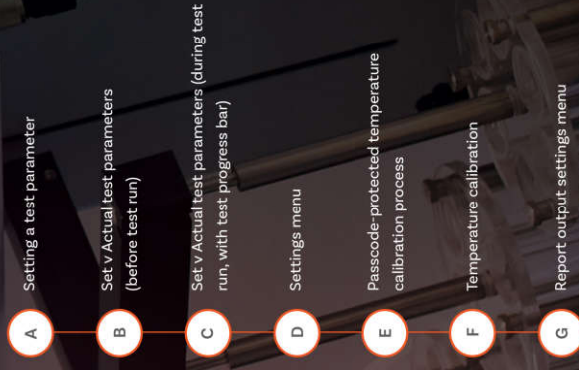 A
Setting a test parameter
B
Set v Actual test parameters
(before test run)
C
Set v Actual test parameters (during test
run, with test progress bar)
D
Settings menu
E
Passcode-protected temperature
calibration process
F
Temperature calibration
G
Report output settings menu